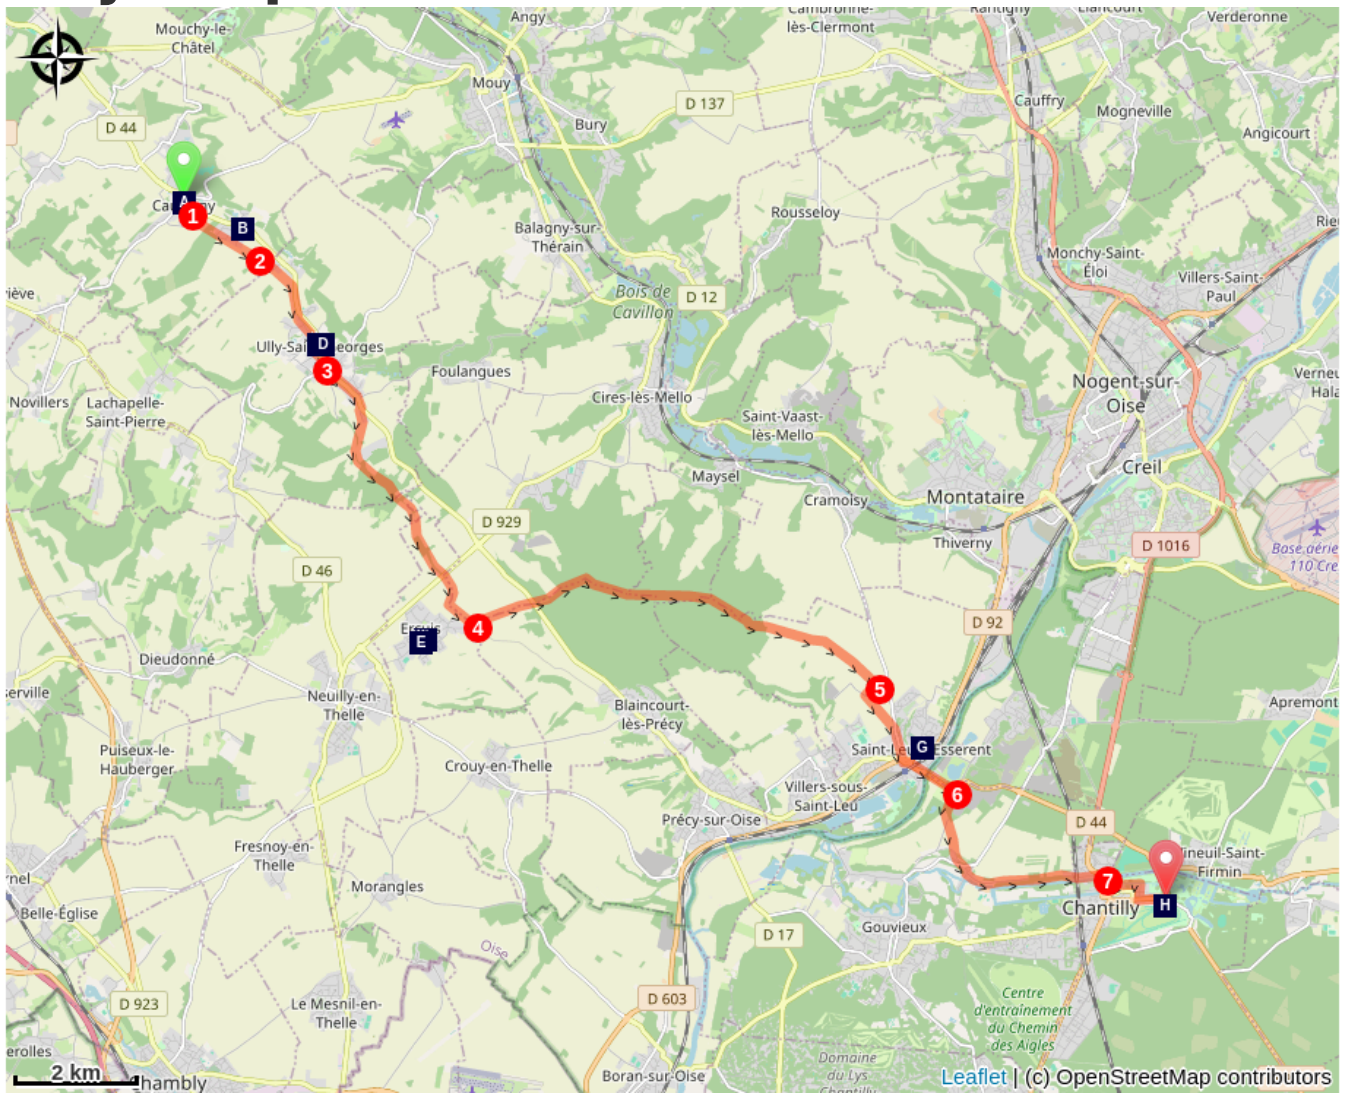 Angy
Cambronne-
lès-Clermont
Rantigny
Liancourt
Verderonne
Mouchy-le-
Châtel
Mouy
D 137
Cauffry
Mogneville
Bury
Angicourt
D 44
A
1
B
2
Rousseloy
Balagny-sur-
Thérain
Monchy-Saint-
Éloi
Villers-Saint-
Paul
Bois de
Cavillon
D 12
D
3
Foulangues
Novillers
Lachapelle-
Saint-Pierre
Cires-lès-Mello
Saint-Vaast-
lès-Mello
Nogent-sur-
Oise
Maysel
Cramoisy
Montataire
Creil
D 929
Thiverny
D 1016
D 46
D 92
E
4
Dieudonné
Neuilly-en-
Thelle
5
Blaincourt-
lès-Précy
Apremont
Puiseux-le-
Hauberger
Crouy-en-Thelle
G
Villers-sous-
Saint-Leu
6
Précy-sur-Oise
D 44
Fresnoy-en-
Thelle
Morangles
7
Chantilly
H
Belle-Église
Gouvieux
D 17
Oise
D 603
D 923
Le Mesnil-en-
Thelle
Centre
d'entraînement
du Chemin
des Aigles
Domaine
du Lys
Chantilly
Boran-sur-Oise
2 km
Leaflet | (c) OpenStreetMap contributors